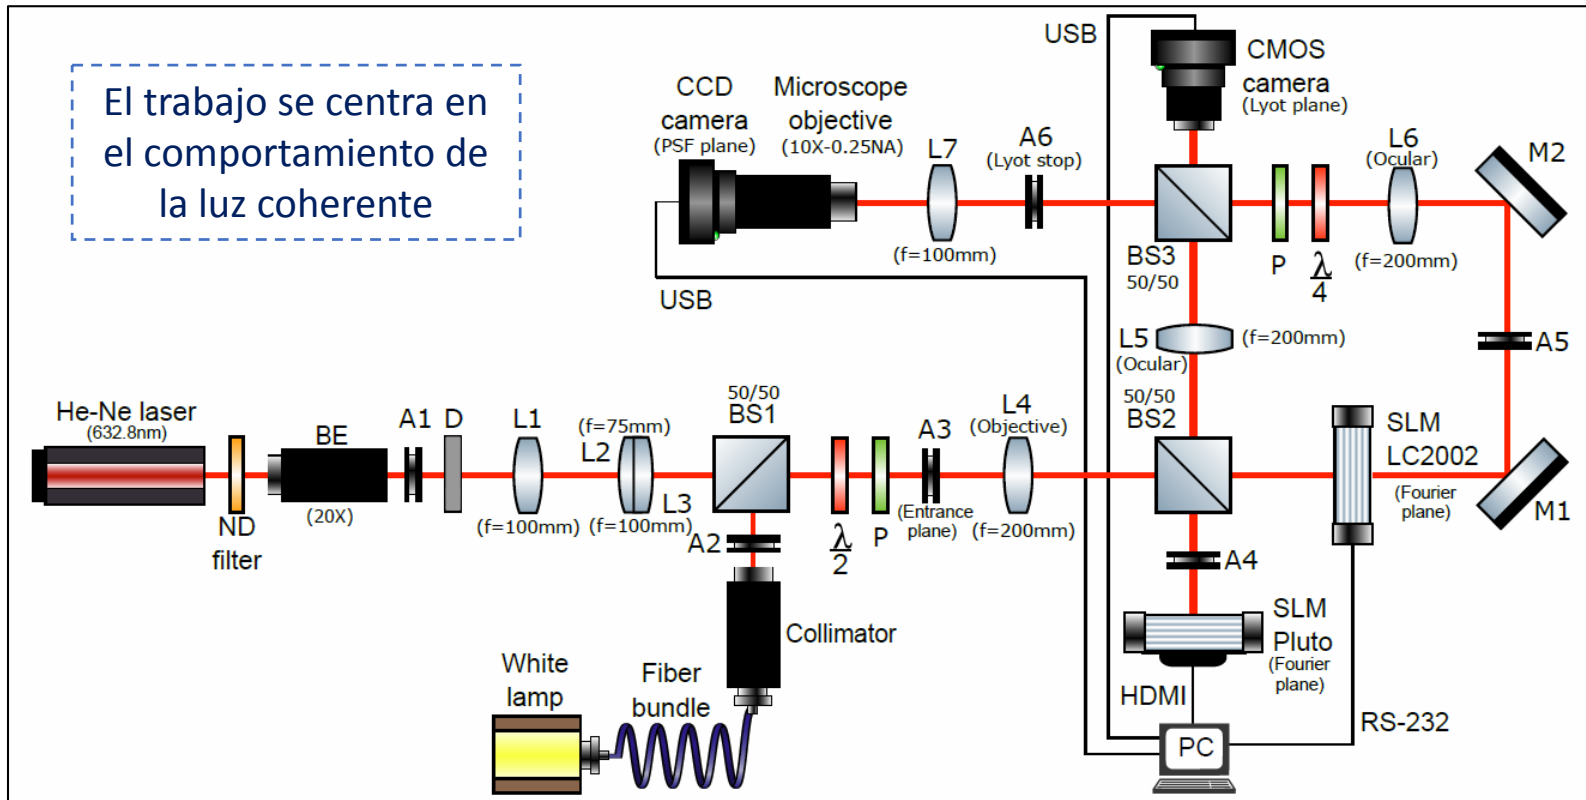 El trabajo se centra en
el comportamiento de
la luz coherente
USB
CMOS
camera
(Lyot plane)
CCD
camera
(PSF plane)
Microscope
objective
(10X-0.25NA)
L7
(f=100mm)
A6
(Lyot stop)
L6
(Ocular)
(f=200mm)
M2
BS3
50/50
P
λ
4
USB
L5
(Ocular)
(f=200mm)
A5
He-Ne laser
(632.8nm)
ND
filter
BE
(20X)
A1
D
L1
(f=100mm)
(f=75mm)
L2
L3
(f=100mm)
50/50
BS1
A2
λ
2
P
A3
(Entrance
plane)
L4
(Objective)
(f=200mm)
50/50
BS2
SLM
LC2002
(Fourier
plane)
M1
A4
SLM
Pluto
(Fourier
plane)
HDMI
RS-232
PC
Collimator
White
lamp
Fiber
bundle